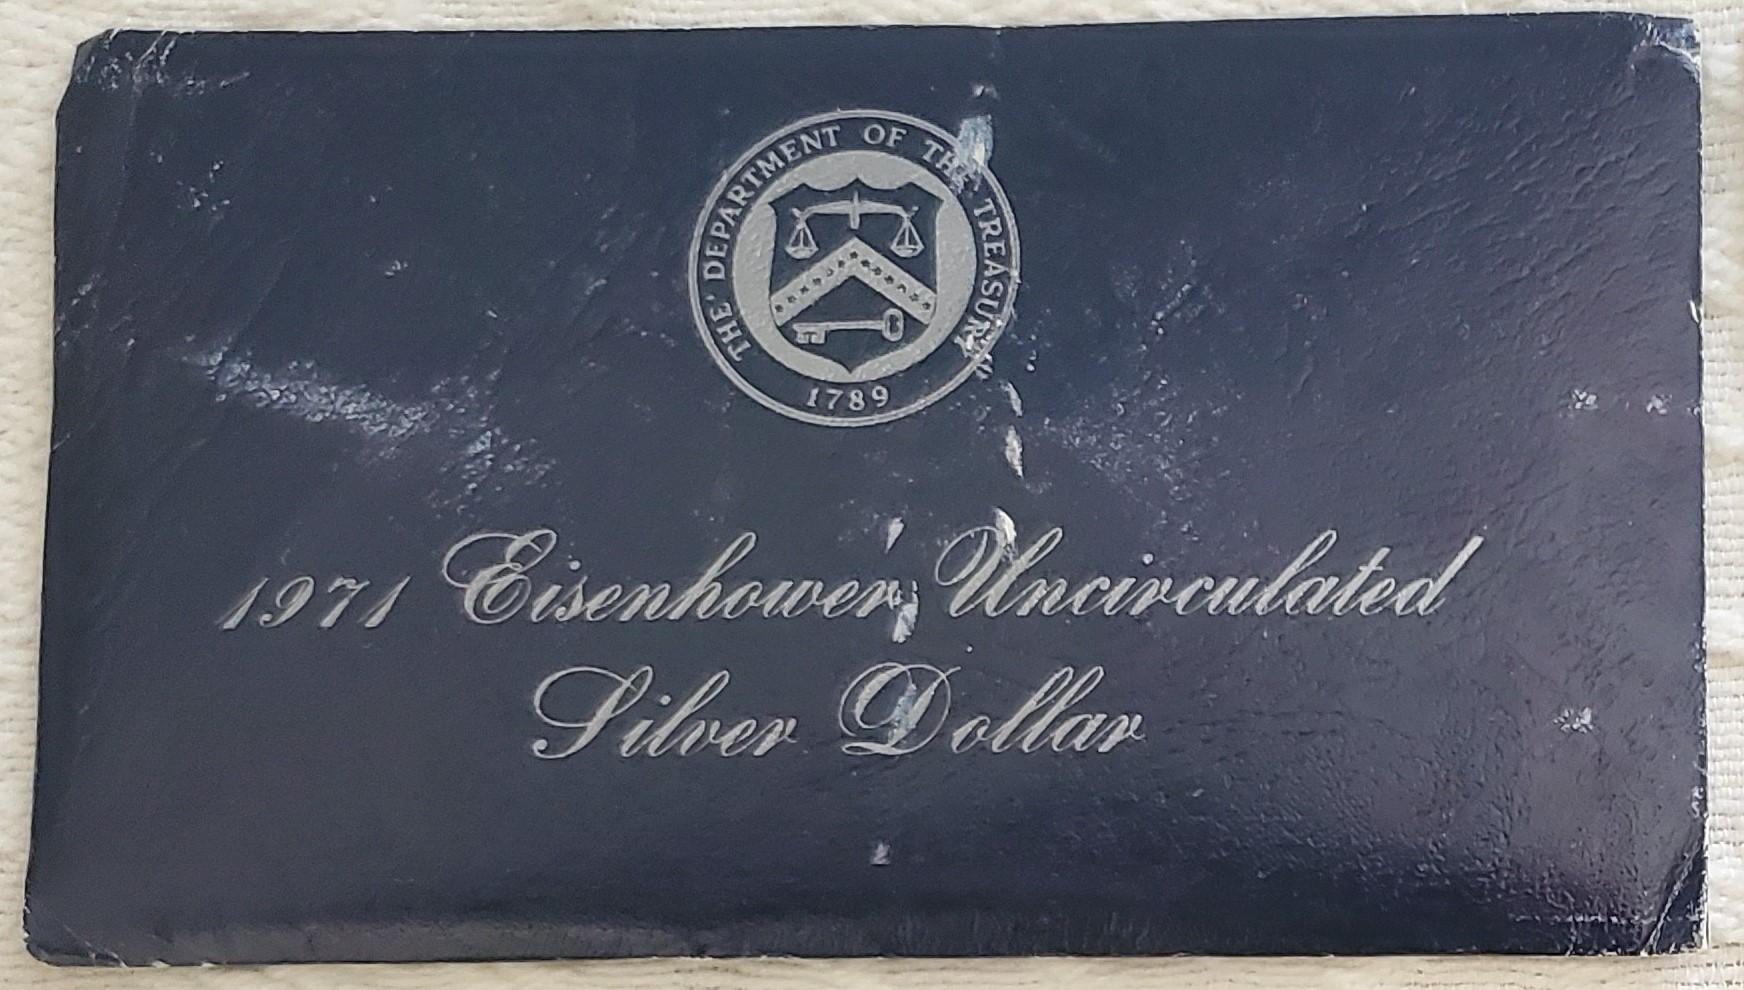 THE DEPARTMENT OF THE TREASURY
1789
1971 Eisenhower Uncirculated
Silver Dollar